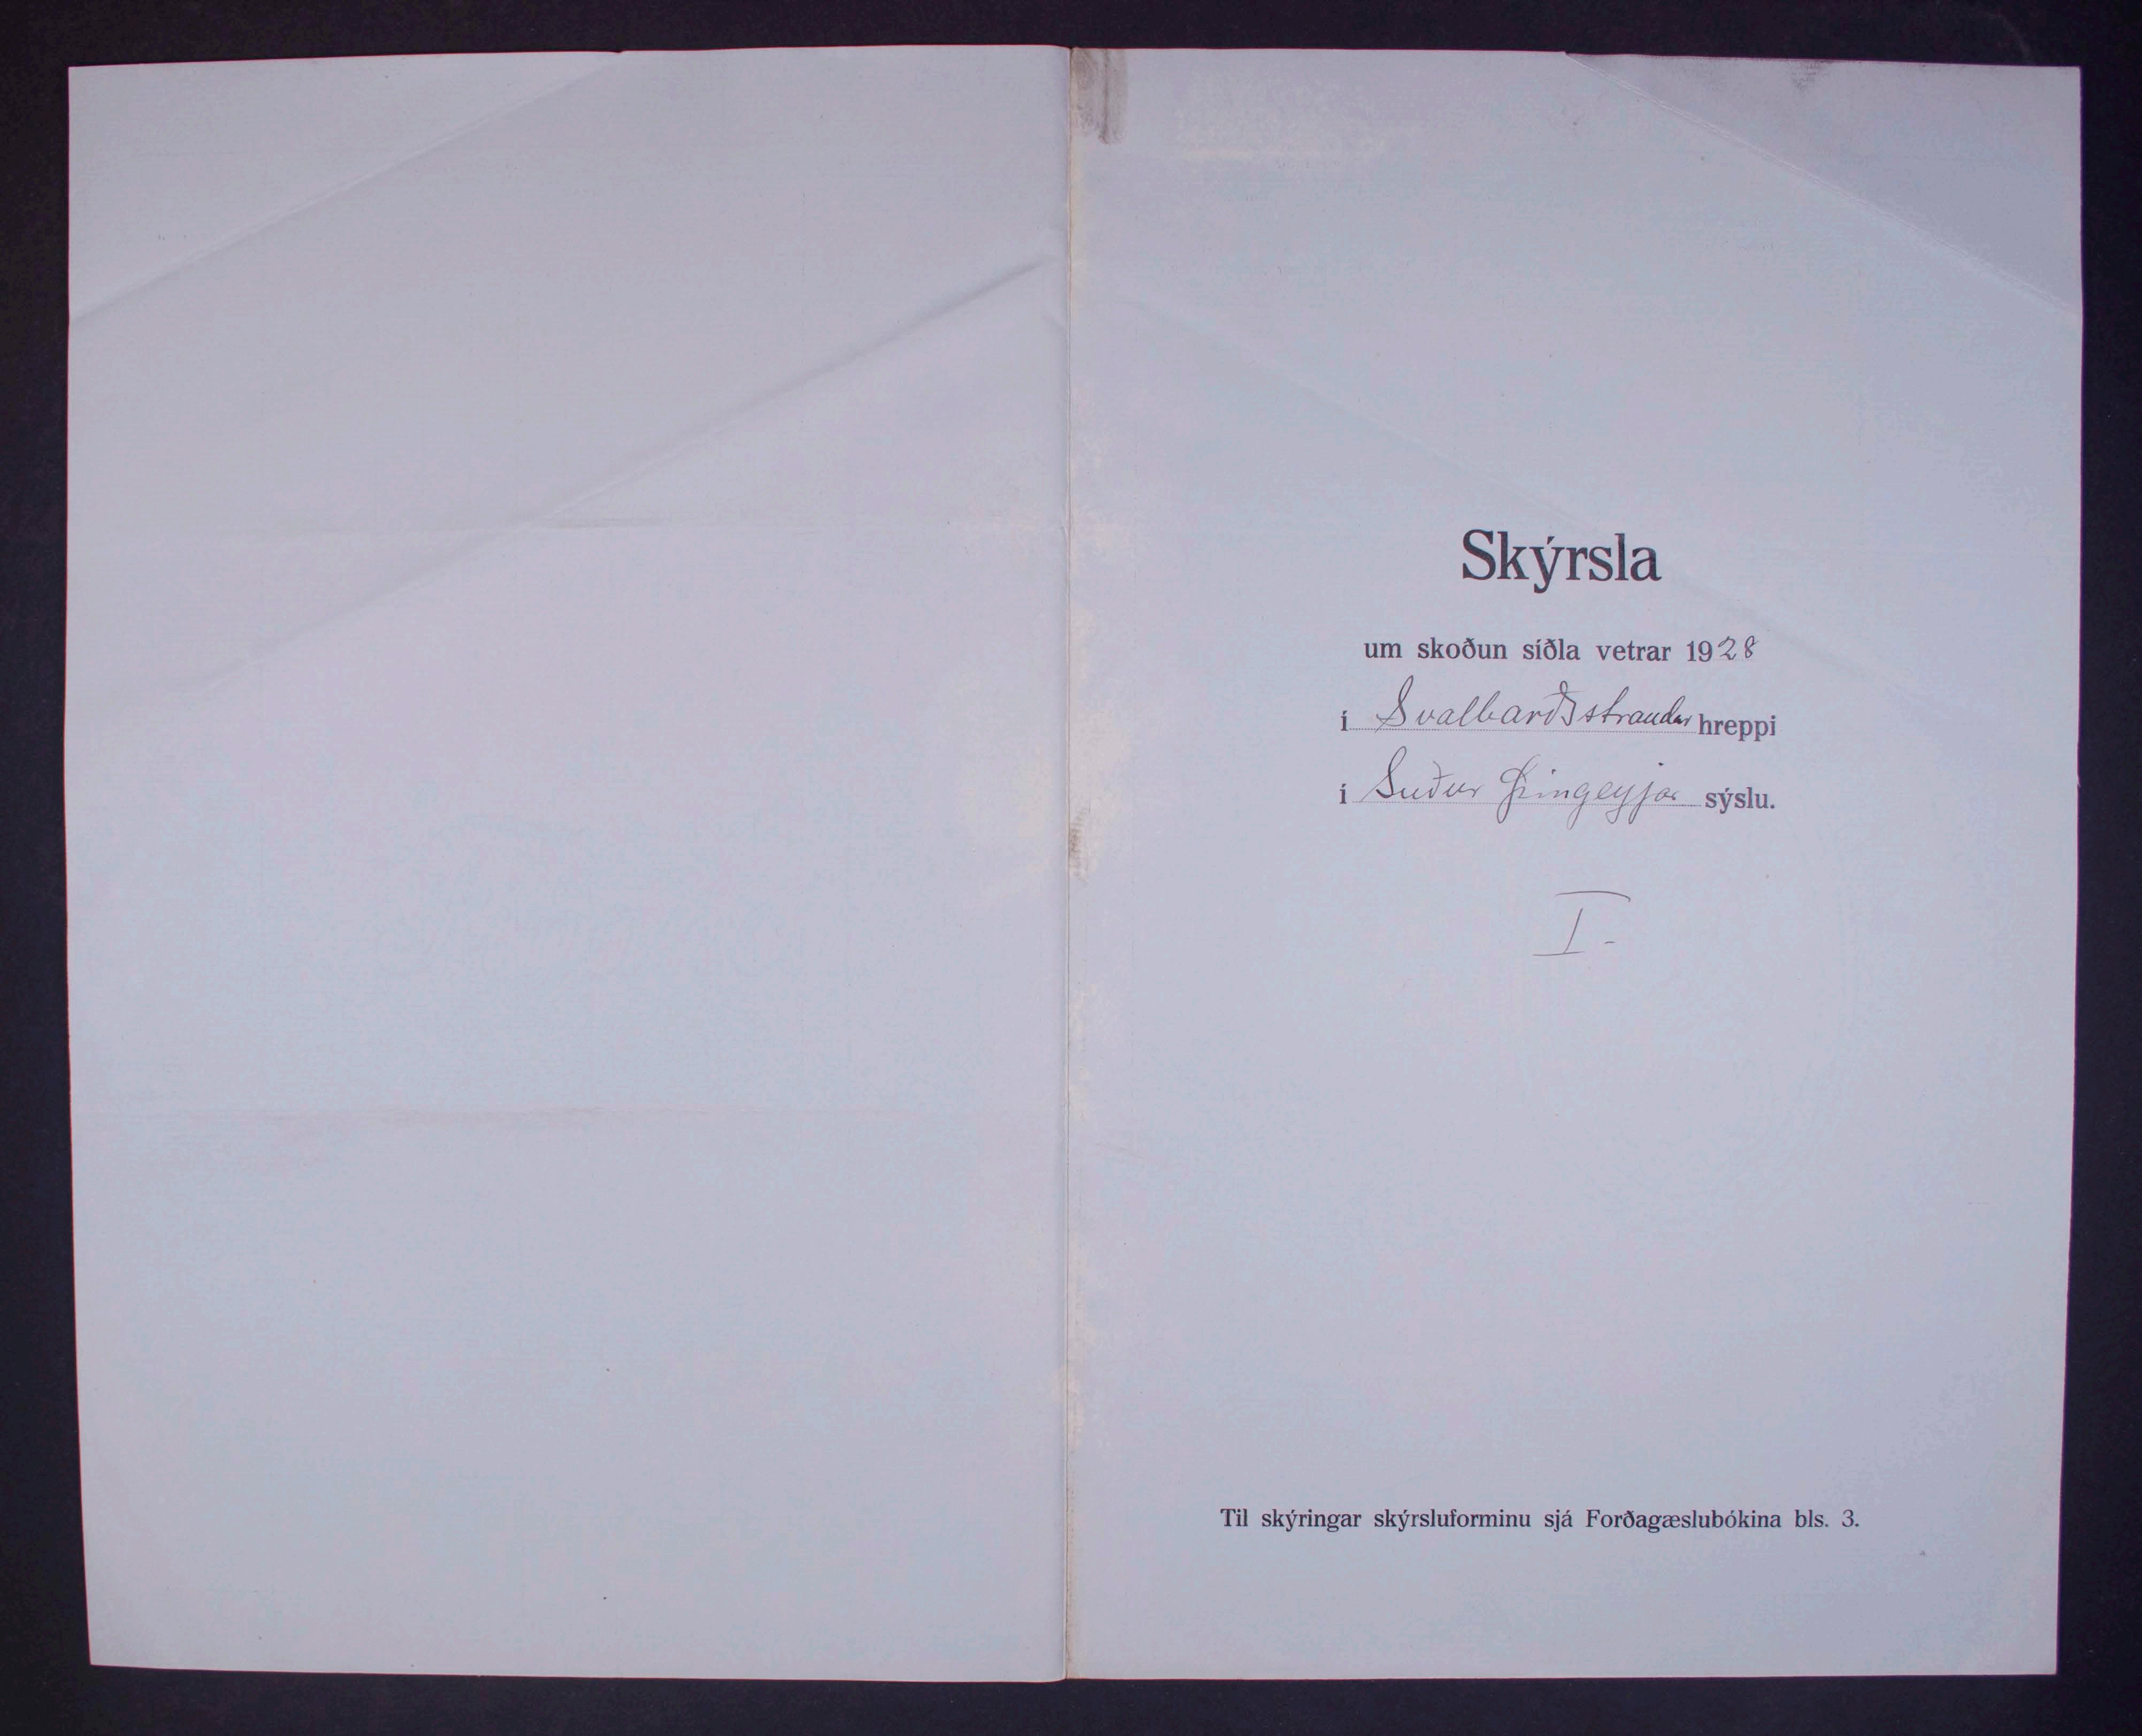 Skýrsla
um skoðun síðla vetrar 1928
í Svalbarðsstrandar hreppi
í Suður Þingeyjar sýslu.
I-
Til skýringar skýrsluforminu sjá Forðagæslubókina bls. 3.